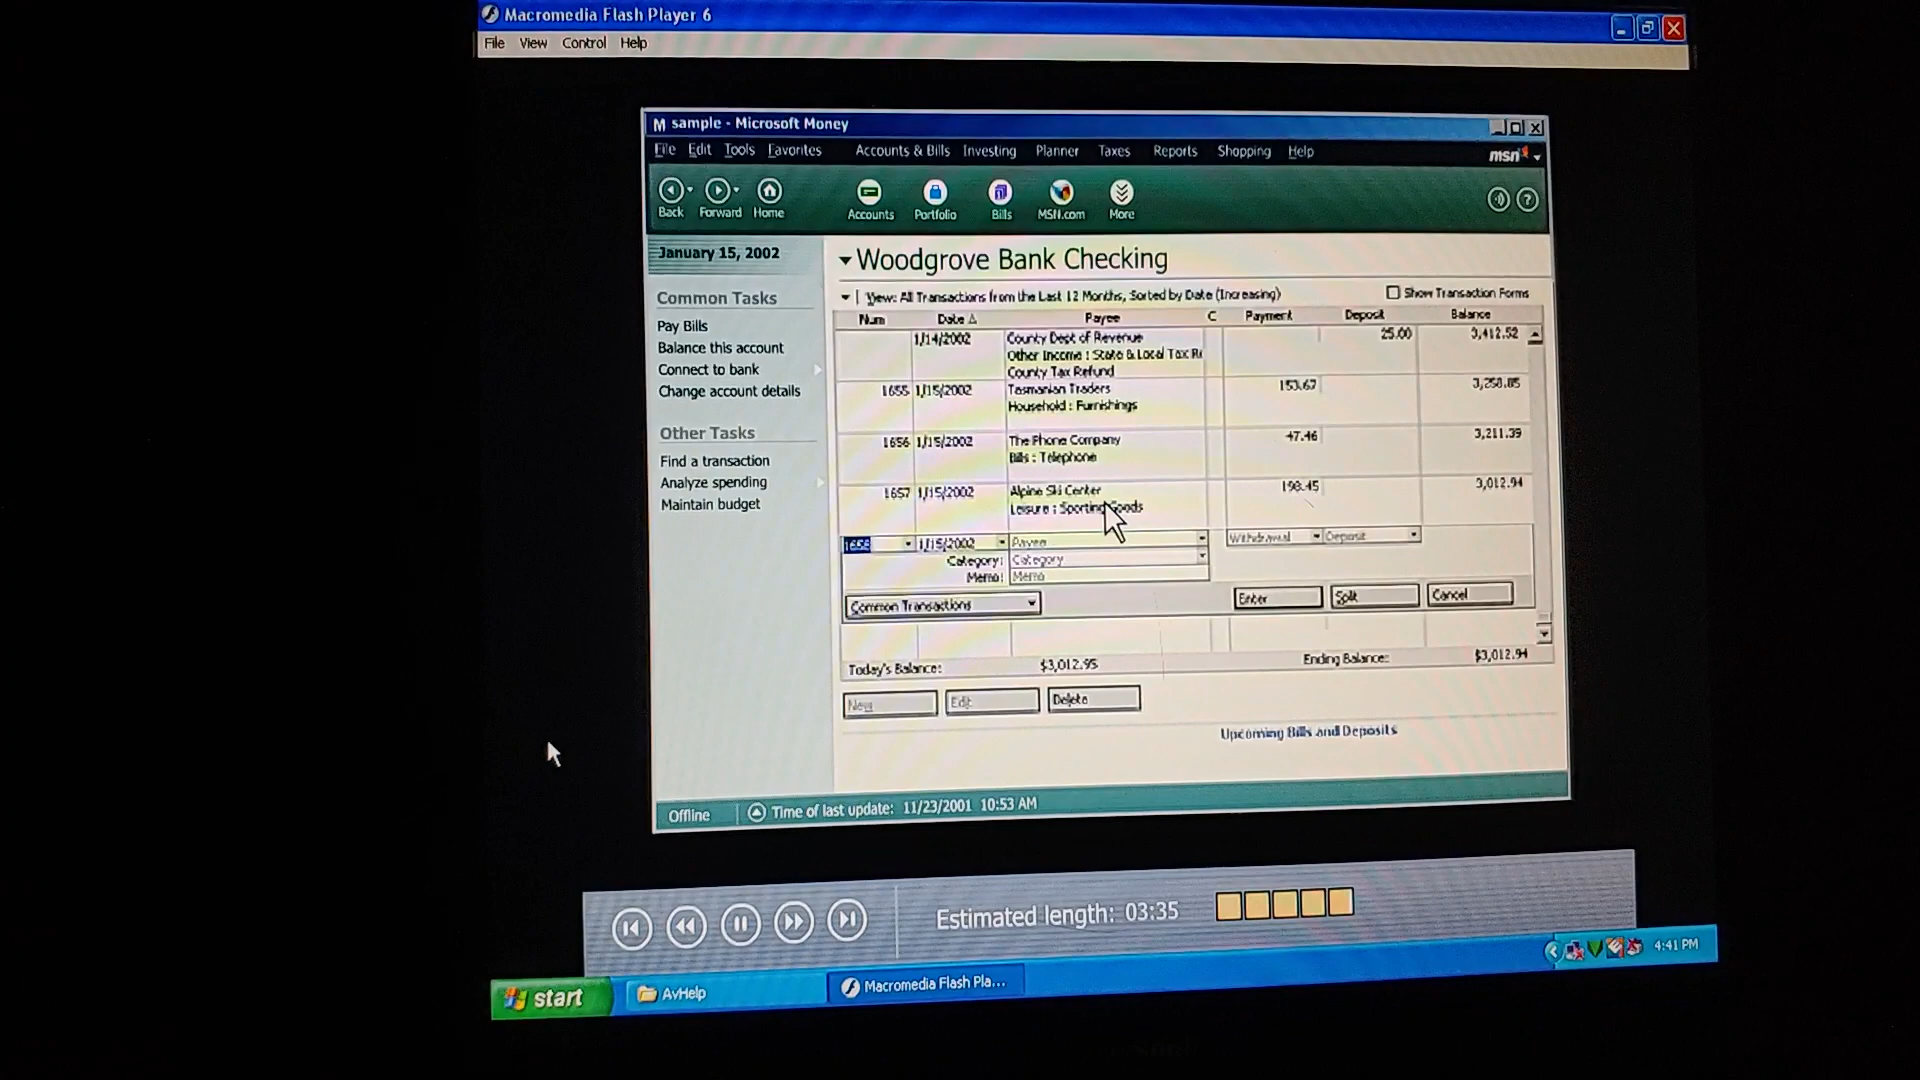 Macromedia Flash Player 6
File View Control Help
sample - Microsoft Money
File Edit Tools Favorites Accounts & Bills Investing Planner Taxes Reports Shopping Help
msn
Back Forward Home Accounts Portfolio Bills MSN.com More
January 15, 2002
Woodgrove Bank Checking
Common Tasks
Pay Bills
Balance this account
Connect to bank
Change account details
Other Tasks
Find a transaction
Analyze spending
Maintain budget
View: All Transactions from the Last 12 Months, Sorted by Date (Increasing) Show Transaction Forms
Num Date Payee C Payment Deposit Balance
1/14/2002 County Dept of Revenue 25.00 3,412.52
Other Income : State & Local Tax Re
County Tax Refund
1655 1/15/2002 Tasmanian Traders 153.67 3,258.85
Household : Furnishings
1656 1/15/2002 The Phone Company 47.46 3,211.39
Bills : Telephone
1657 1/15/2002 Alpine Ski Center 198.45 3,012.94
Leisure : Sporting Goods
1658 1/15/2002 Payee Withdrawal Deposit
Category: Category
Memo: Memo
Common Transactions Enter Split Cancel
Today's Balance: $3,012.95 Ending Balance: $3,012.94
New Edit Delete
Upcoming Bills and Deposits
Offline Time of last update: 11/23/2001 10:53 AM
Estimated length: 03:35
start AvHelp Macromedia Flash Pla... 4:41 PM